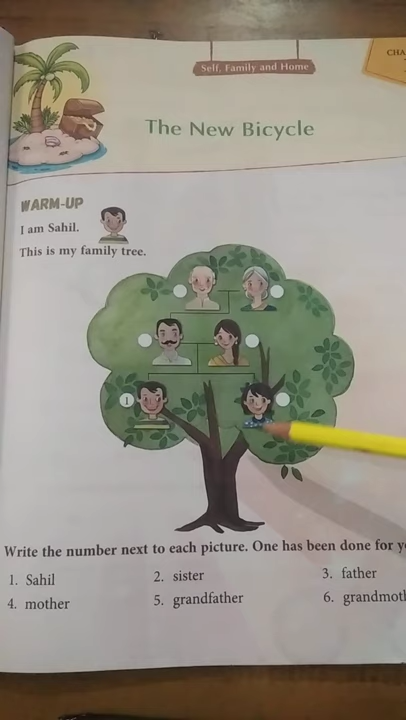 CHA
Self, Family and Home
The New Bicycle
WARM-UP
I am Sahil.
This is my family tree.
1
Write the number next to each picture. One has been done for
1. Sahil 2. sister 3. father
4. mother 5. grandfather 6. grandmot